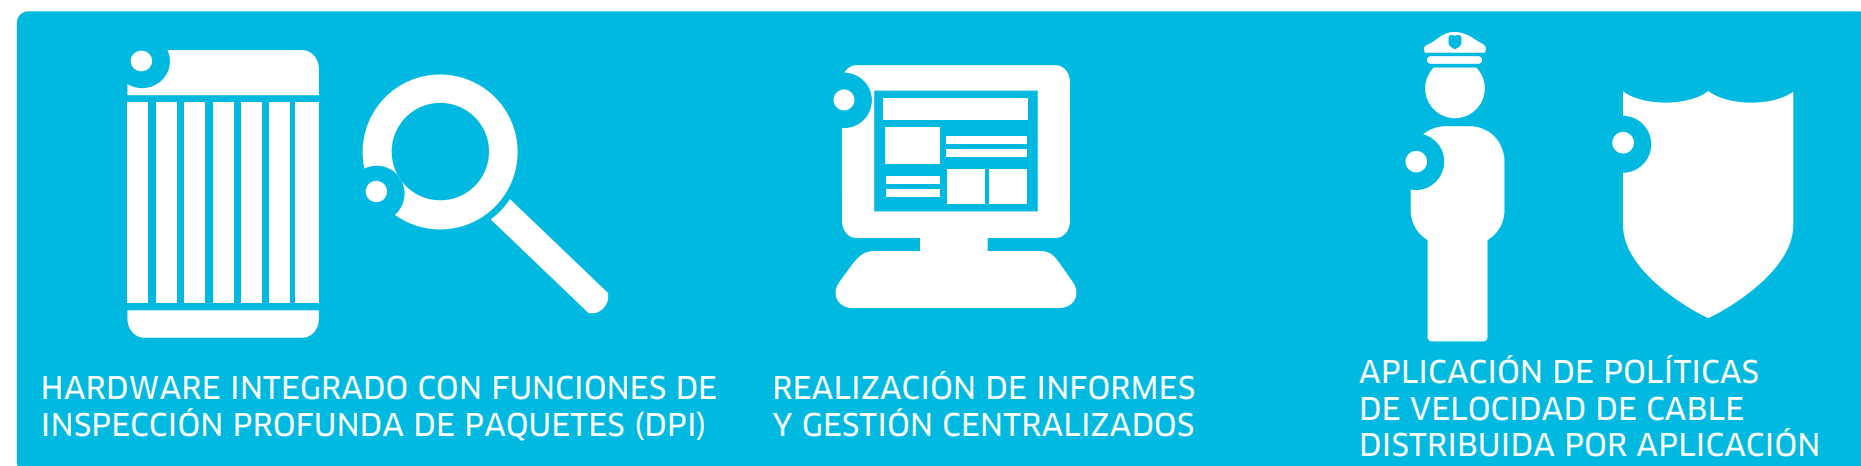 HARDWARE INTEGRADO CON FUNCIONES DE
INSPECCIÓN PROFUNDA DE PAQUETES (DPI)
REALIZACIÓN DE INFORMES
Y GESTIÓN CENTRALIZADOS
APLICACIÓN DE POLÍTICAS
DE VELOCIDAD DE CABLE
DISTRIBUIDA POR APLICACIÓN